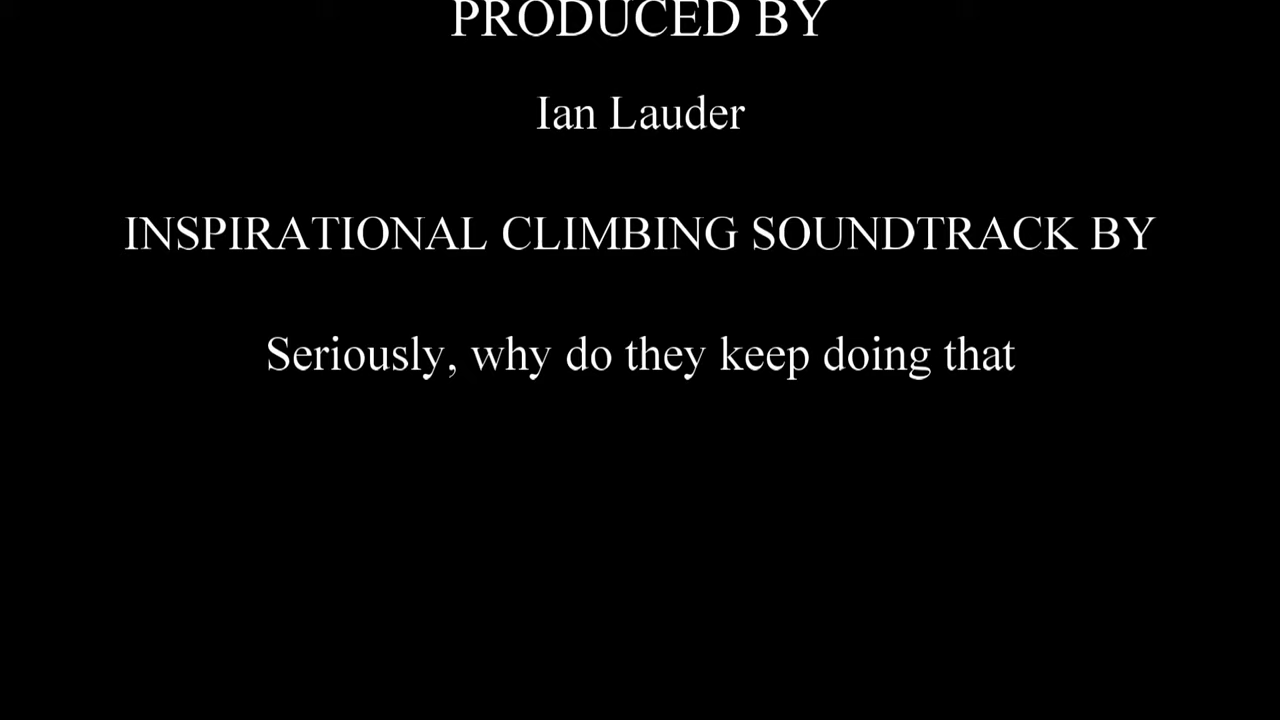 PRODUCED BY
Ian Lauder
INSPIRATIONAL CLIMBING SOUNDTRACK BY
Seriously, why do they keep doing that